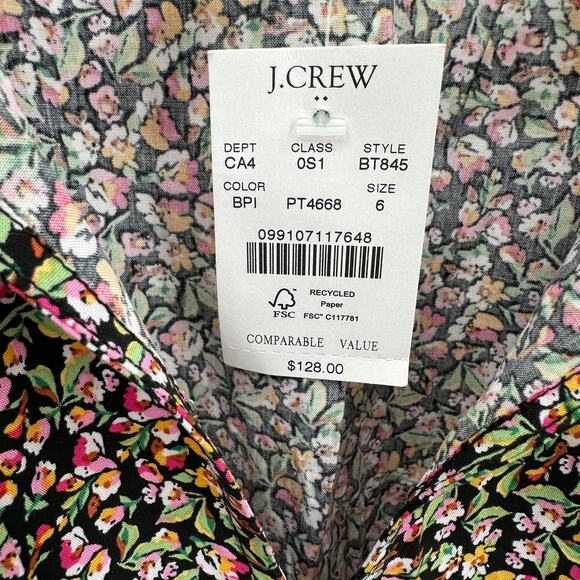 J.CREW
DEPT CLASS STYLE
CA4 0S1 BT845
COLOR SIZE
BPI PT4668 6
099107117648
RECYCLED
Paper
FSC FSC™ C117781
COMPARABLE VALUE
$128.00